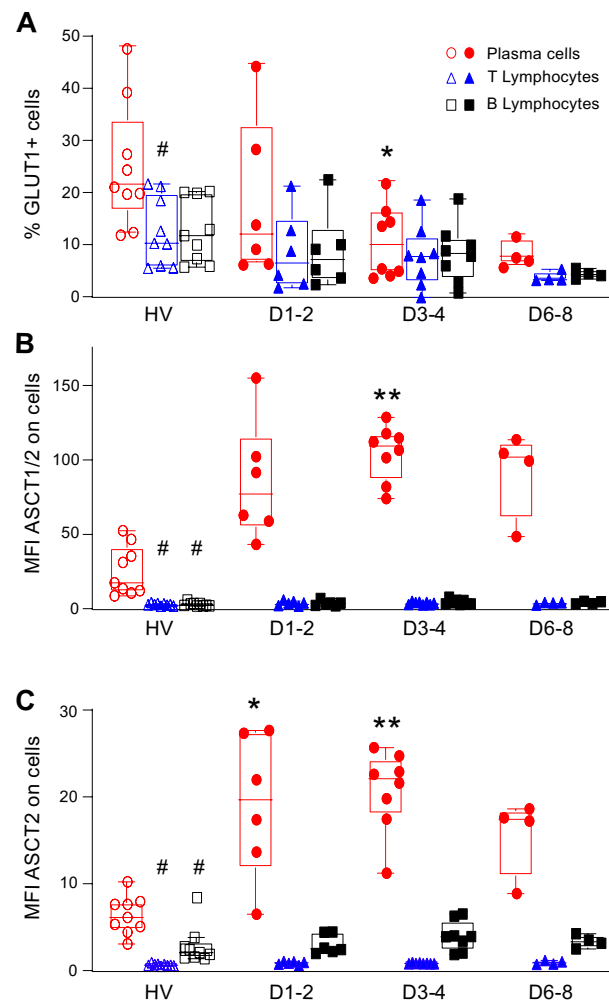 A
50
40
30
20
10
0
% GLUT1+ cells
Plasma cells
T Lymphocytes
B Lymphocytes
#
*
HV D1-2 D3-4 D6-8
B
150
100
50
0
MFI ASCT1/2 on cells
**
# #
HV D1-2 D3-4 D6-8
C
30
20
10
0
MFI ASCT2 on cells
* **
# #
HV D1-2 D3-4 D6-8